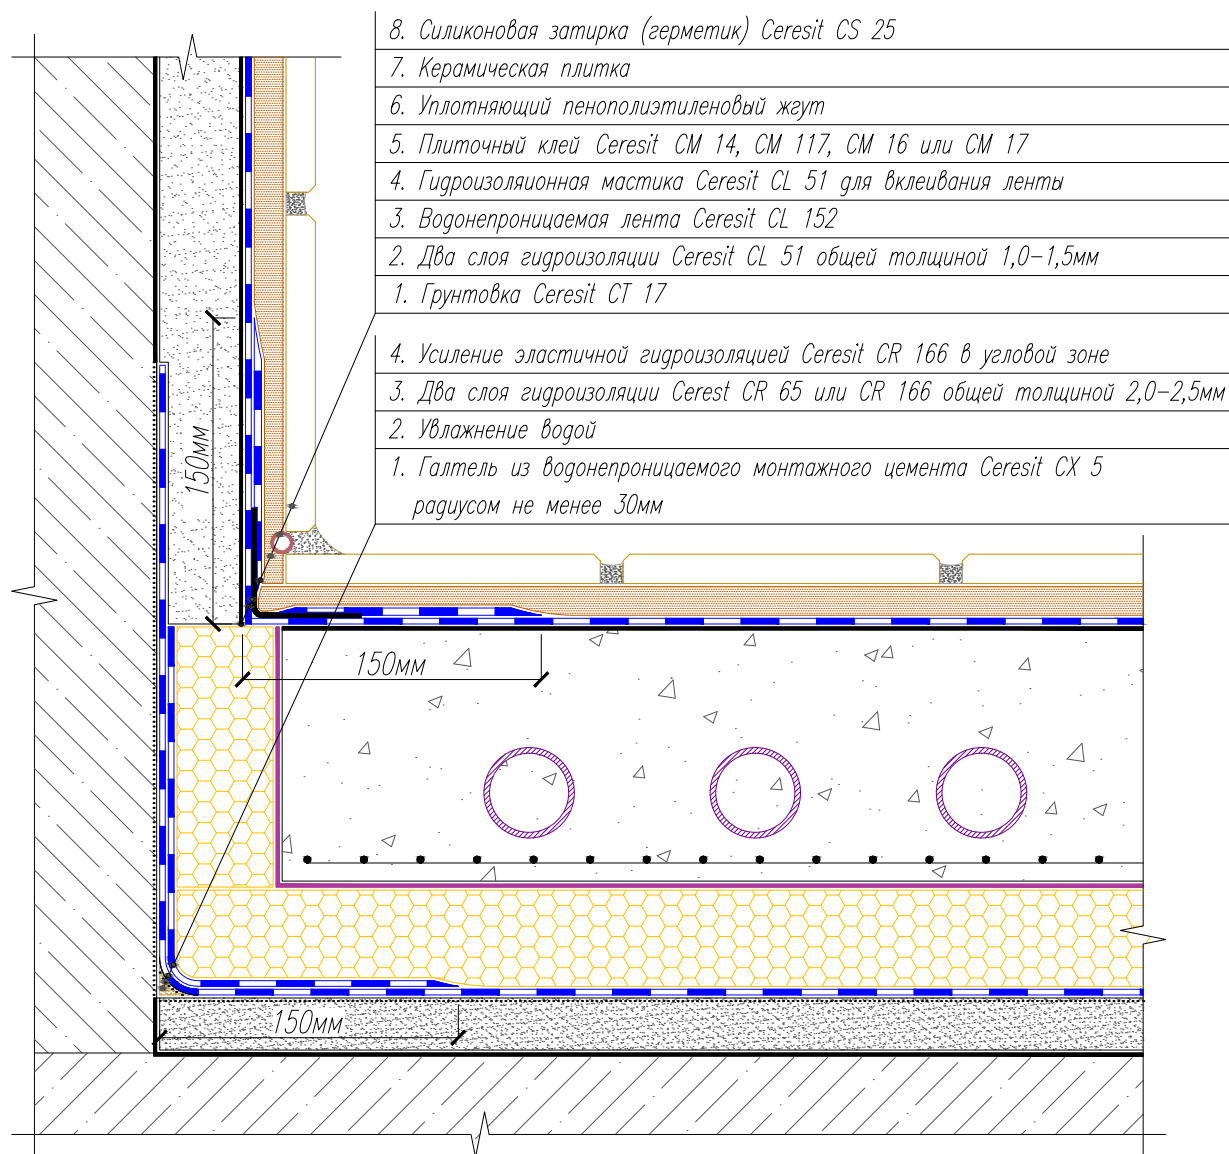 8. Силиконовая затирка (герметик) Ceresit CS 25
7. Керамическая плитка
6. Уплотняющий пенополиэтиленовый жгут
5. Плиточный клей Ceresit CM 14, CM 117, CM 16 или CM 17
4. Гидроизоляионная мастика Ceresit CL 51 для вклеивания ленты
3. Водонепроницаемая лента Ceresit CL 152
2. Два слоя гидроизоляции Ceresit CL 51 общей толщиной 1,0-1,5мм
1. Грунтовка Ceresit CT 17
4. Усиление эластичной гидроизоляцией Ceresit CR 166 в угловой зоне
3. Два слоя гидроизоляции Cerest CR 65 или CR 166 общей толщиной 2,0-2,5мм
2. Увлажнение водой
1. Галтель из водонепроницаемого монтажного цемента Ceresit CX 5
радиусом не менее 30мм
150мм
150мм
150мм